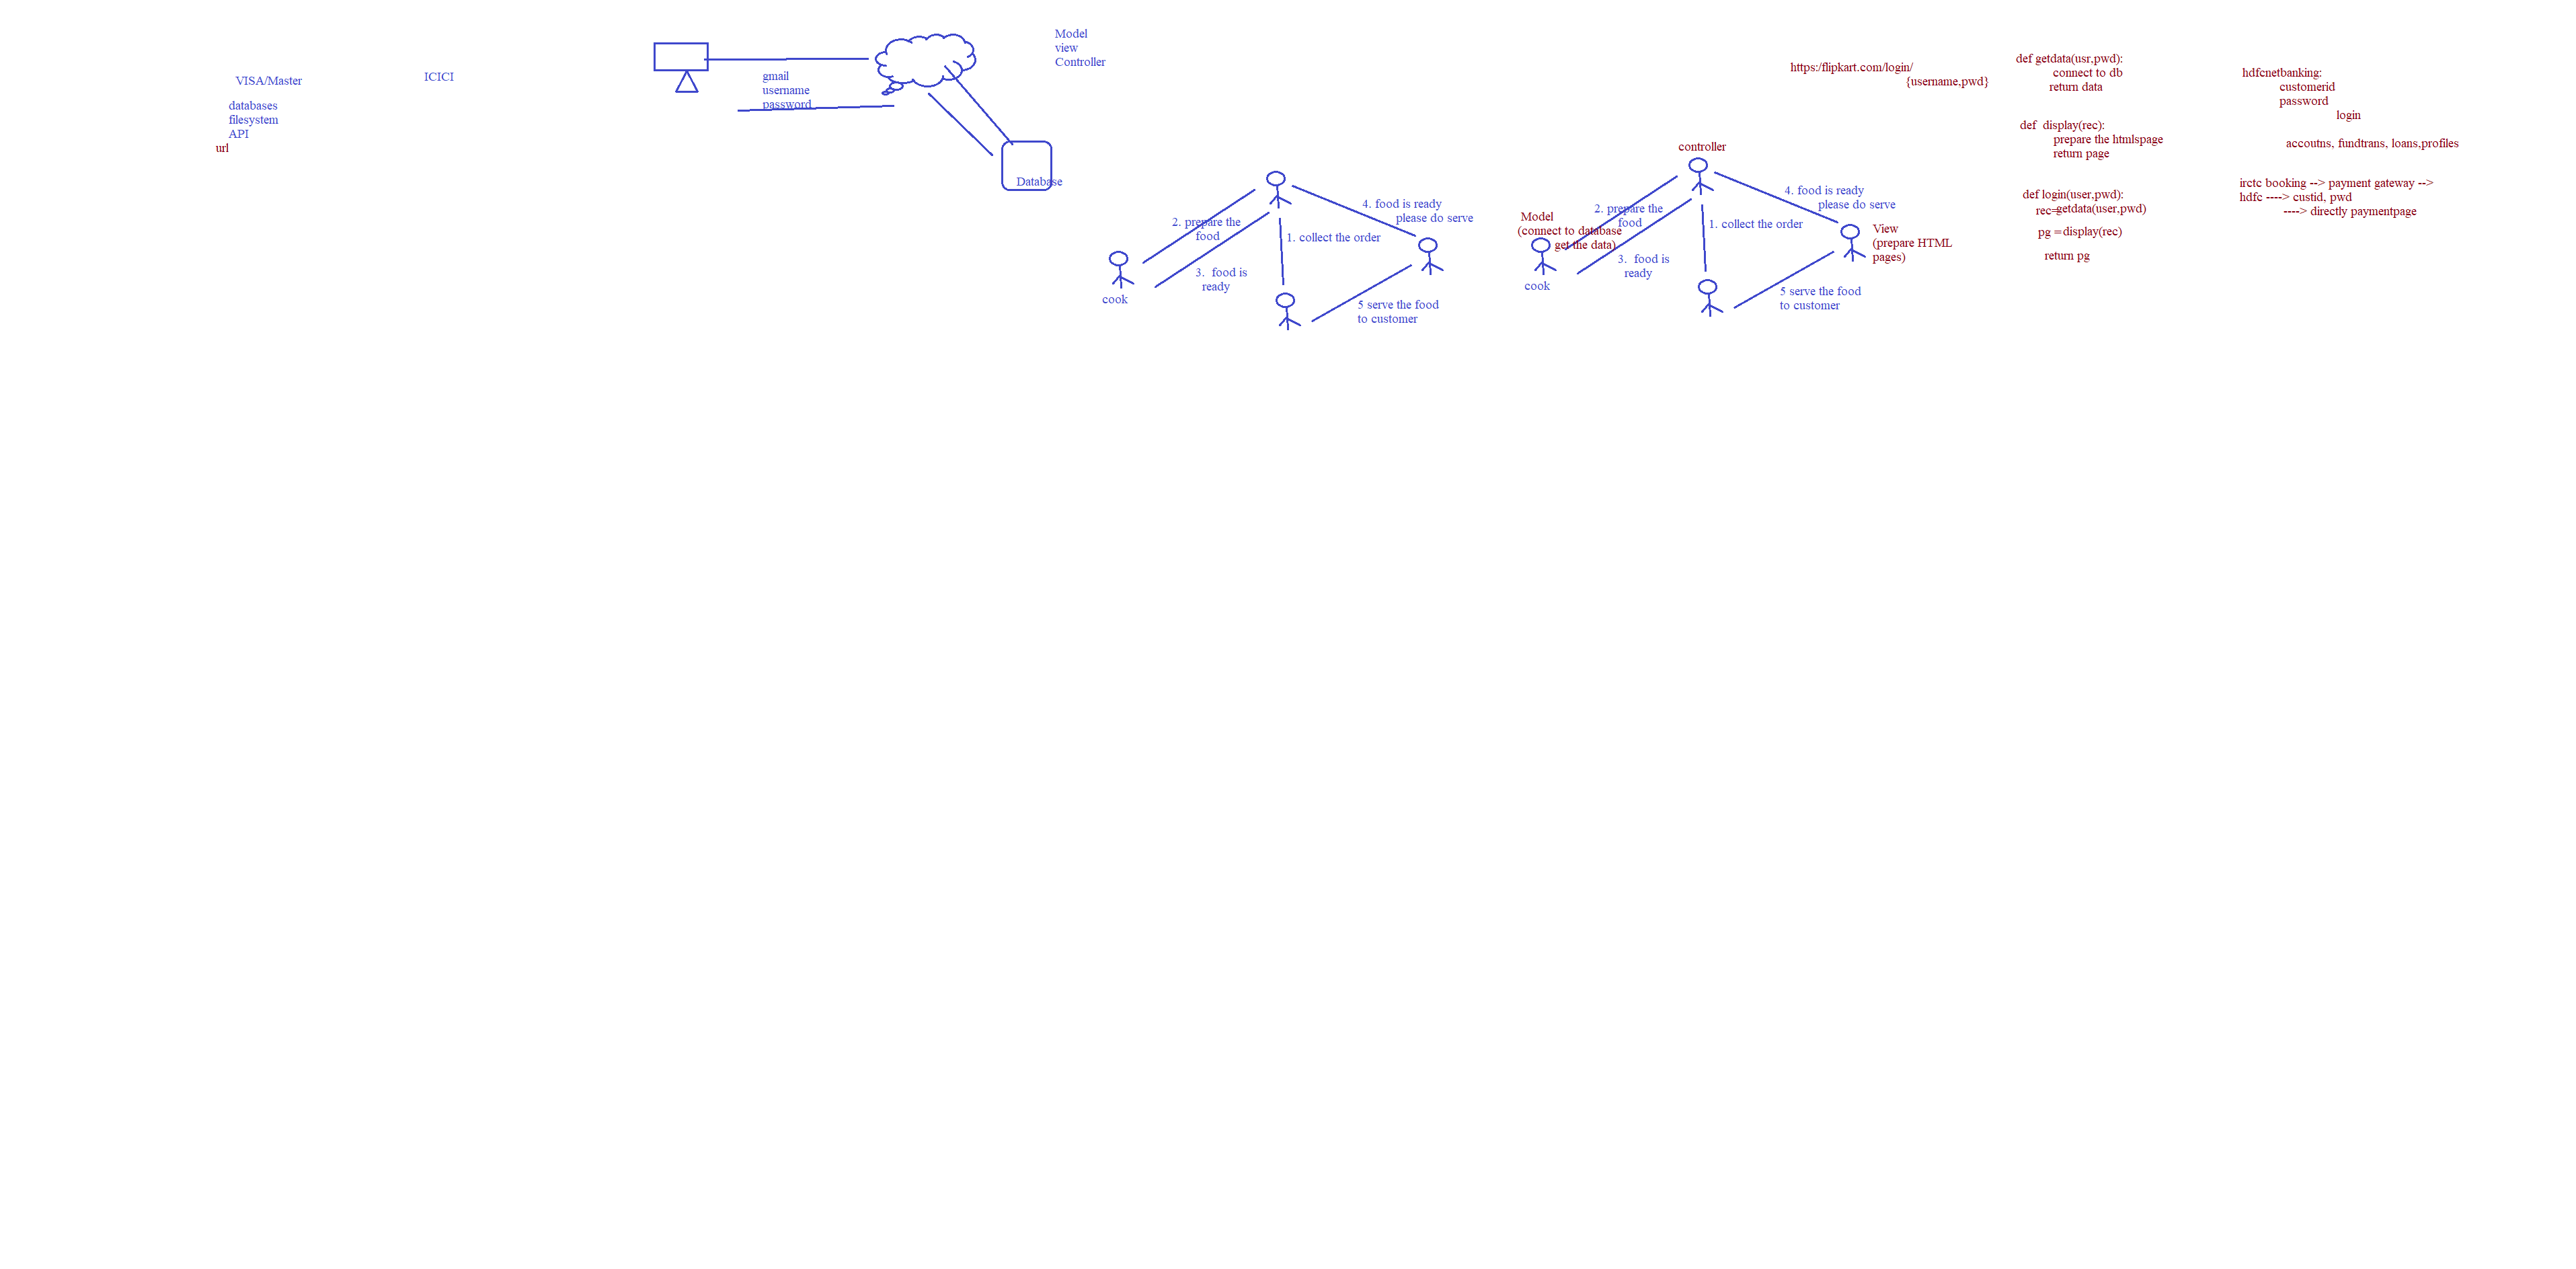 VISA/Master
databases
filesystem
API
url
ICICI
gmail
username
password
Model
view
Controller
Database
2. prepare the
food
3.  food is
ready
cook
1. collect the order
4. food is ready
please do serve
5 serve the food
to customer
controller
Model
(connect to database
get the data)
2. prepare the
food
3.  food is
ready
cook
1. collect the order
4. food is ready
please do serve
View
(prepare HTML
pages)
5 serve the food
to customer
https:/flipkart.com/login/
{username,pwd}
def getdata(usr,pwd):
connect to db
return data
def  display(rec):
prepare the htmlspage
return page
def login(user,pwd):
rec=getdata(user,pwd)
pg =display(rec)
return pg
hdfcnetbanking:
customerid
password
login
accoutns, fundtrans, loans,profiles
irctc booking --> payment gateway -->
hdfc ----> custid, pwd
----> directly paymentpage